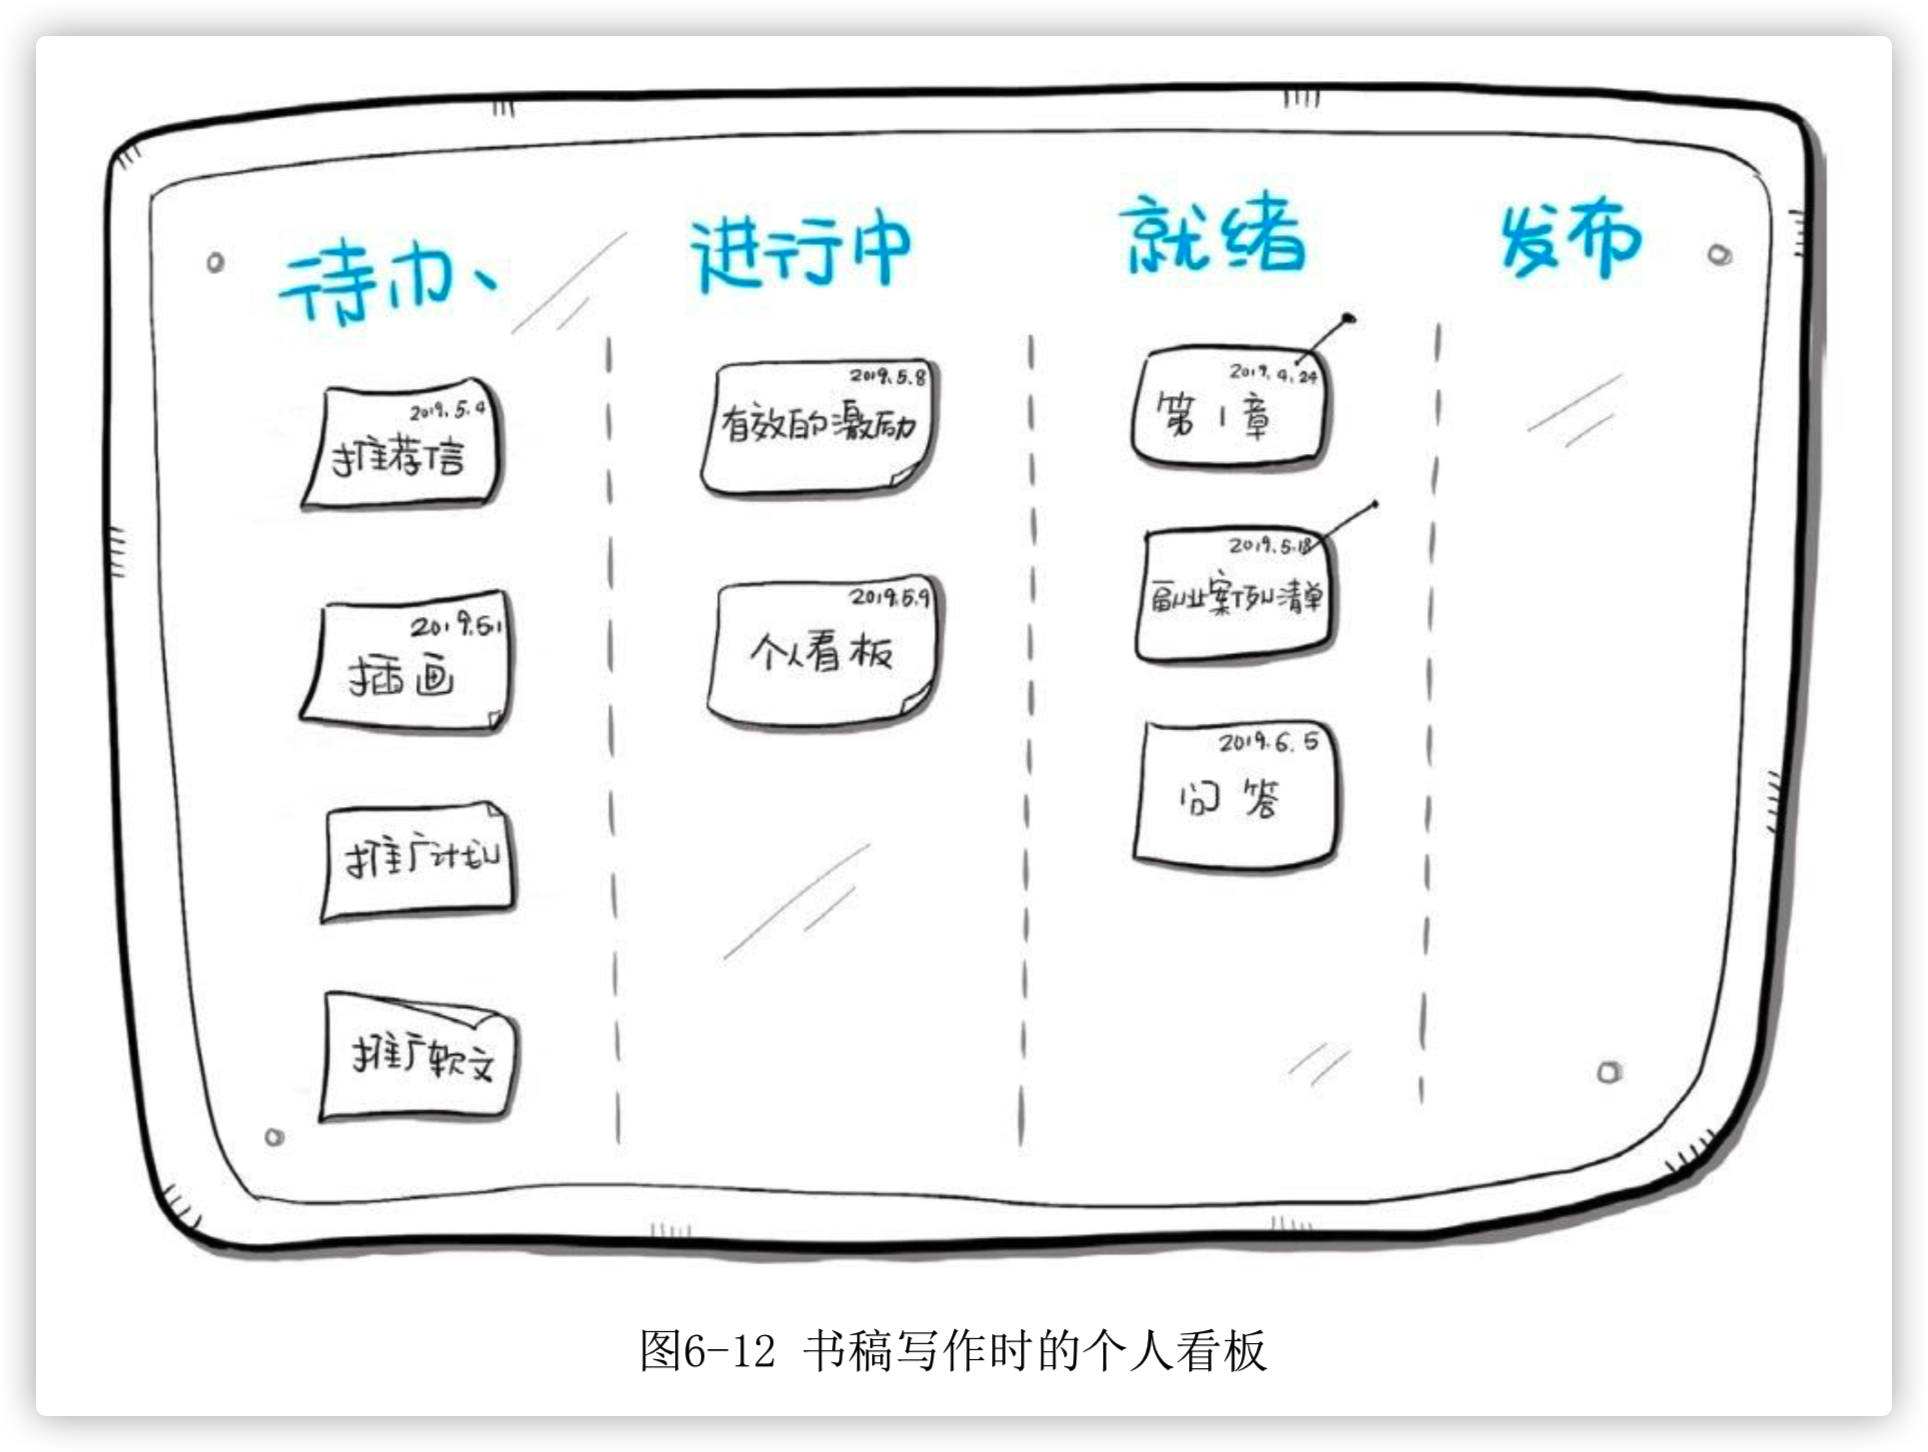 待办
进行中
就绪
发布
2019.5.4
推荐信
2019.5.1
插画
推广计划
推广软文
2019.5.8
有效的激励
2019.5.9
个人看板
2019.4.24
第1章
2019.5.18
副业案例清单
2019.6.5
问答
图6-12 书稿写作时的个人看板